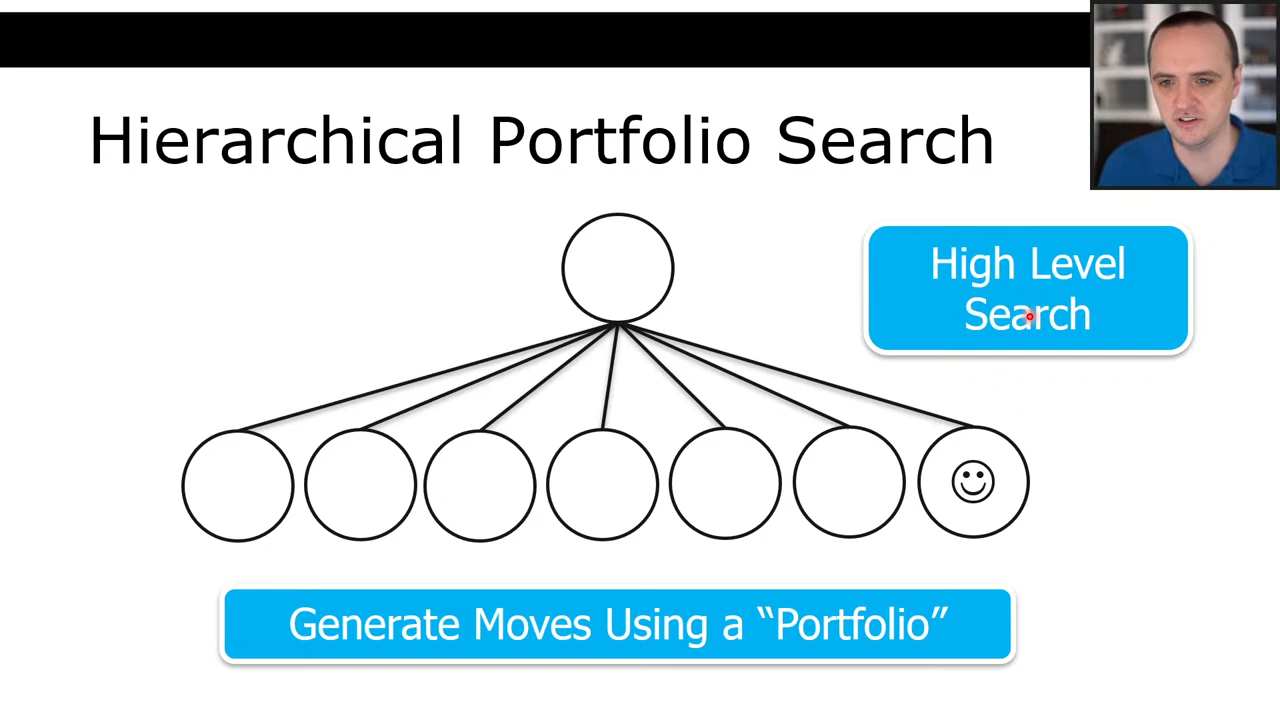 Hierarchical Portfolio Search
High Level
Search
Generate Moves Using a “Portfolio”